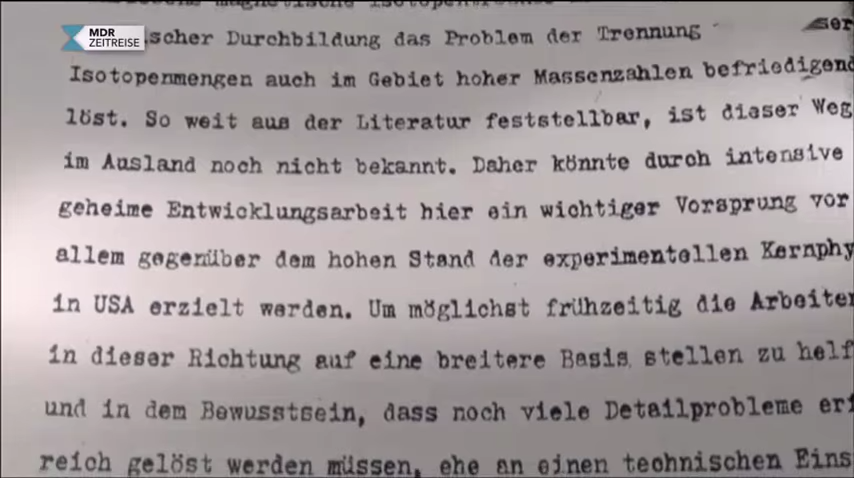 MDR
ZEITREISE
magnetische
scher Durchbildung das Problem der Trennung ser
Isotopenmengen auch im Gebiet hoher Massenzahlen befriedigend
löst. So weit aus der Literatur feststellbar, ist dieser Weg
im Ausland noch nicht bekannt. Daher könnte durch intensive
geheime Entwicklungsarbeit hier ein wichtiger Vorsprung vor
allem gegenüber dem hohen Stand der experimentellen Kernphy
in USA erzielt werden. Um möglichst frühzeitig die Arbeiten
in dieser Richtung auf eine breitere Basis stellen zu helf
und in dem Bewusstsein, dass noch viele Detailprobleme erf
reich gelöst werden müssen, ehe an einen technischen Eins